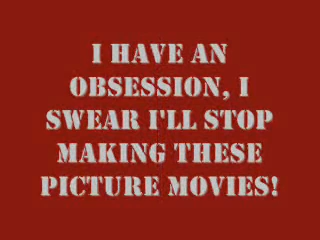 I HAVE AN
OBSESSION, I
SWEAR I'LL STOP
MAKING THESE
PICTURE MOVIES!